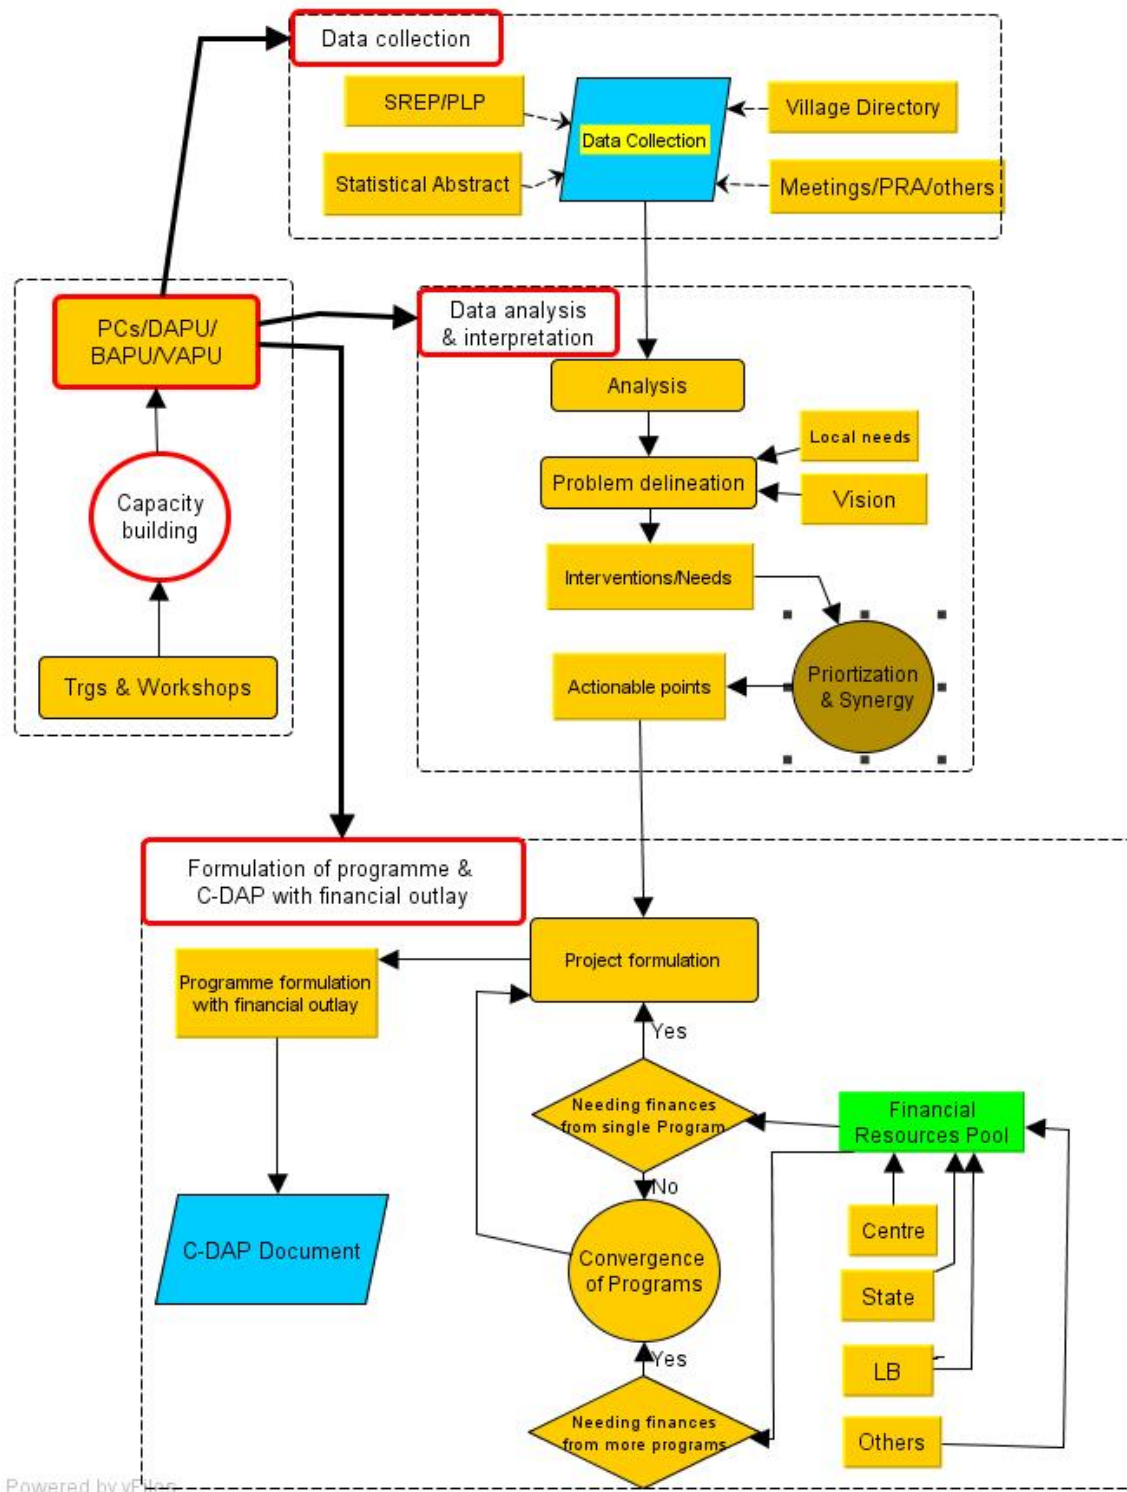 Data collection
SREP/PLP
Data Collection
Village Directory
Statistical Abstract
Meetings/PRA/others
PCs/DAPU/
BAPU/VAPU
Data analysis
& interpretation
Analysis
Local needs
Problem delineation
Vision
Capacity
building
Interventions/Needs
Priortization
& Synergy
Actionable points
Trgs & Workshops
Formulation of programme &
C-DAP with financial outlay
Project formulation
Programme formulation
with financial outlay
Yes
Needing finances
from single Program
Financial
Resources Pool
No
Centre
C-DAP Document
Convergence
of Programs
State
Yes
LB
Needing finances
from more programs
Others
Powered by yFiles